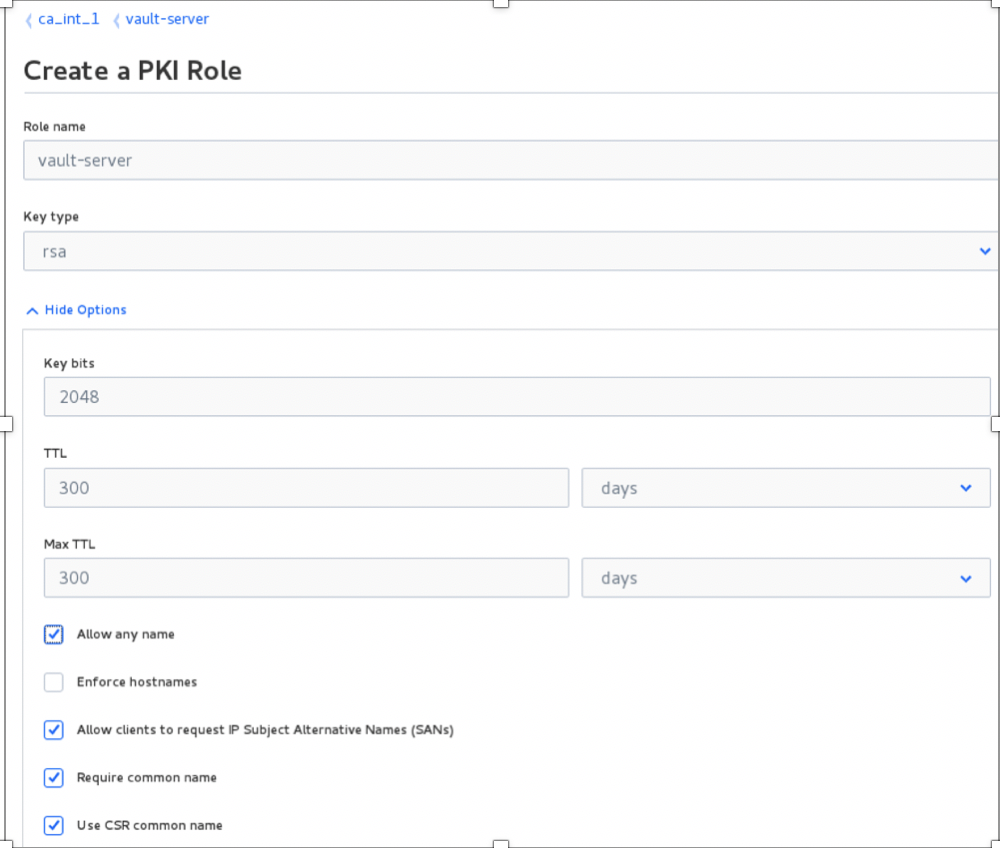 ca_int_1 vault-server
Create a PKI Role
Role name
vault-server
Key type
rsa
Hide Options
Key bits
2048
TTL
300 days
Max TTL
300 days
Allow any name
Enforce hostnames
Allow clients to request IP Subject Alternative Names (SANs)
Require common name
Use CSR common name